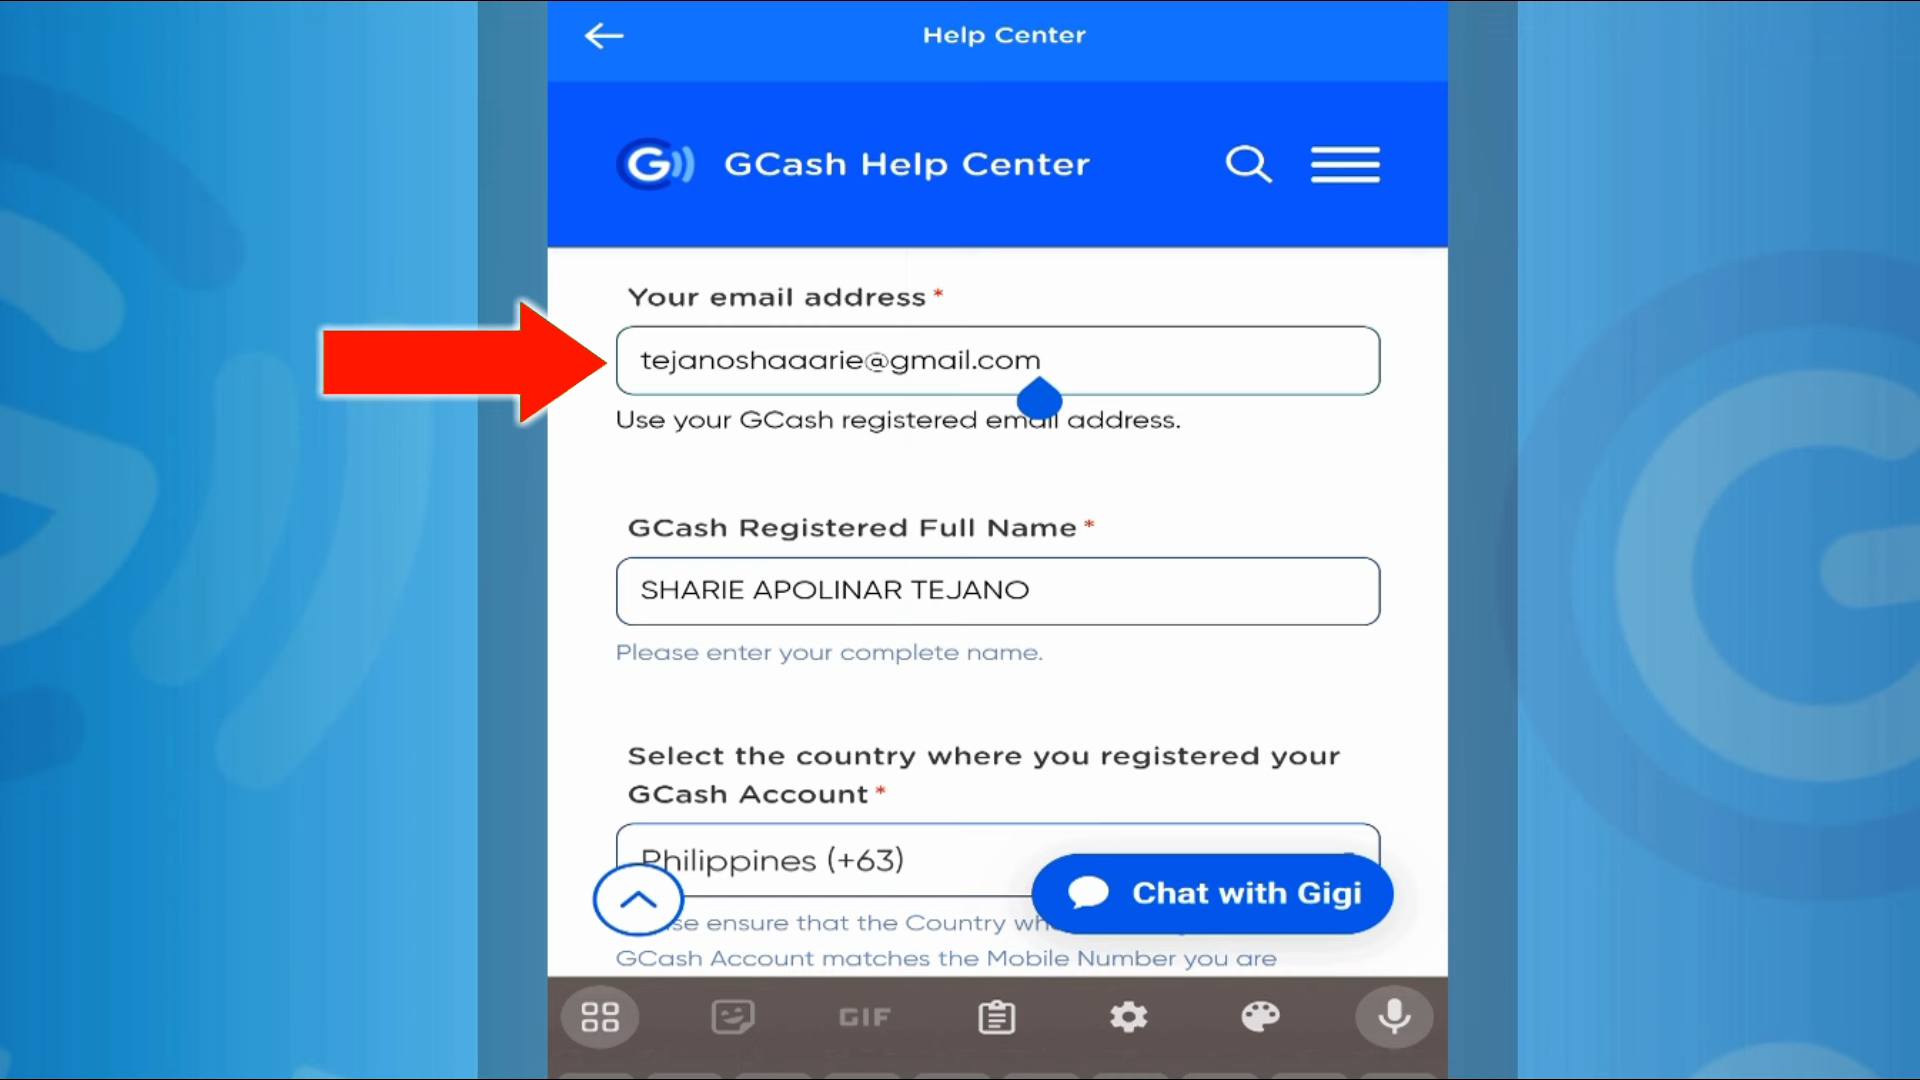 Help Center
GCash Help Center
Your email address *
tejanoshaaarie@gmail.com
Use your GCash registered email address.
GCash Registered Full Name *
SHARIE APOLINAR TEJANO
Please enter your complete name.
Select the country where you registered your
GCash Account *
Philippines (+63)
Chat with Gigi
ensure that the Country
GCash Account matches the Mobile Number you are
GIF